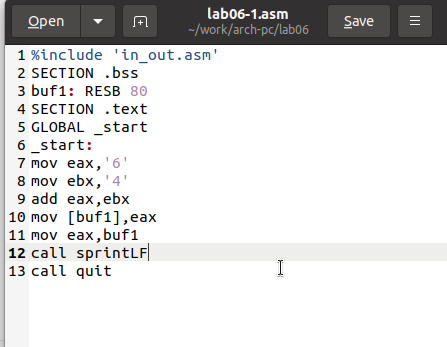 Open
lab06-1.asm
~/work/arch-pc/lab06
Save
1 %include 'in_out.asm'
2 SECTION .bss
3 buf1: RESB 80
4 SECTION .text
5 GLOBAL _start
6 _start:
7 mov eax,'6'
8 mov ebx,'4'
9 add eax,ebx
10 mov [buf1],eax
11 mov eax,buf1
12 call sprintLF
13 call quit